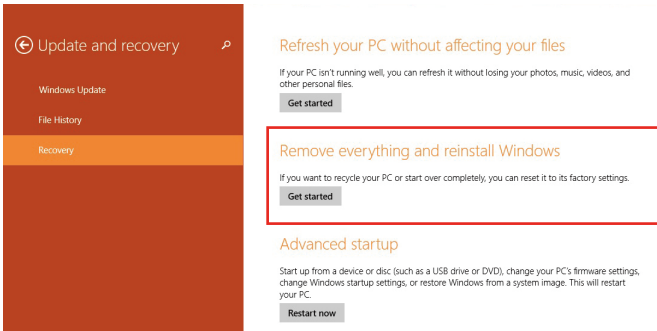 Update and recovery
Windows Update
File History
Recovery
Refresh your PC without affecting your files
If your PC isn't running well, you can refresh it without losing your photos, music, videos, and
other personal files.
Get started
Remove everything and reinstall Windows
If you want to recycle your PC or start over completely, you can reset it to its factory settings.
Get started
Advanced startup
Start up from a device or disc (such as a USB drive or DVD), change your PC's firmware settings,
change Windows startup settings, or restore Windows from a system image. This will restart
your PC.
Restart now